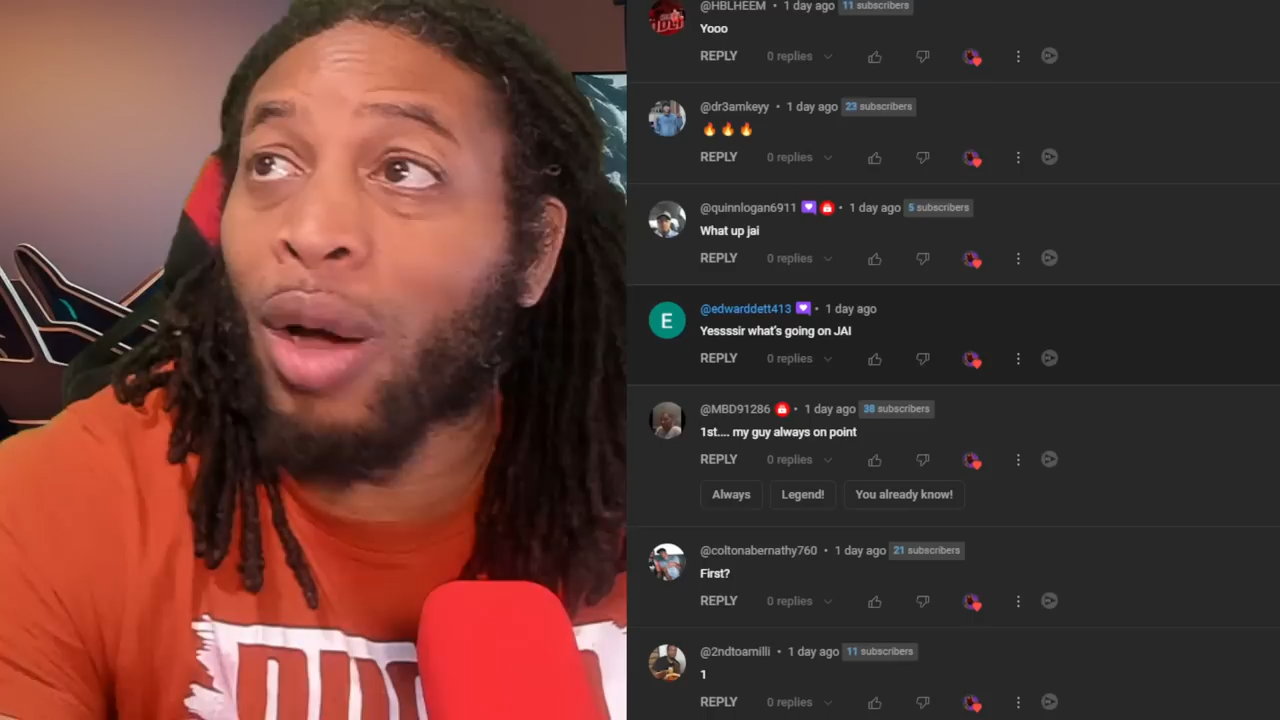 @HBLHEEM • 1 day ago 11 subscribers
Yooo
REPLY 0 replies
@dr3amkeyy • 1 day ago 23 subscribers
🔥 🔥 🔥
REPLY 0 replies
@quinnlogan6911 • 1 day ago 5 subscribers
What up jai
REPLY 0 replies
E
@edwarddett413 • 1 day ago
Yessssir what's going on JAI
REPLY 0 replies
@MBD91286 • 1 day ago 38 subscribers
1st.... my guy always on point
REPLY 0 replies
Always Legend! You already know!
@coltonabernathy760 • 1 day ago 21 subscribers
First?
REPLY 0 replies
@2ndtoamilli • 1 day ago 11 subscribers
1
REPLY 0 replies